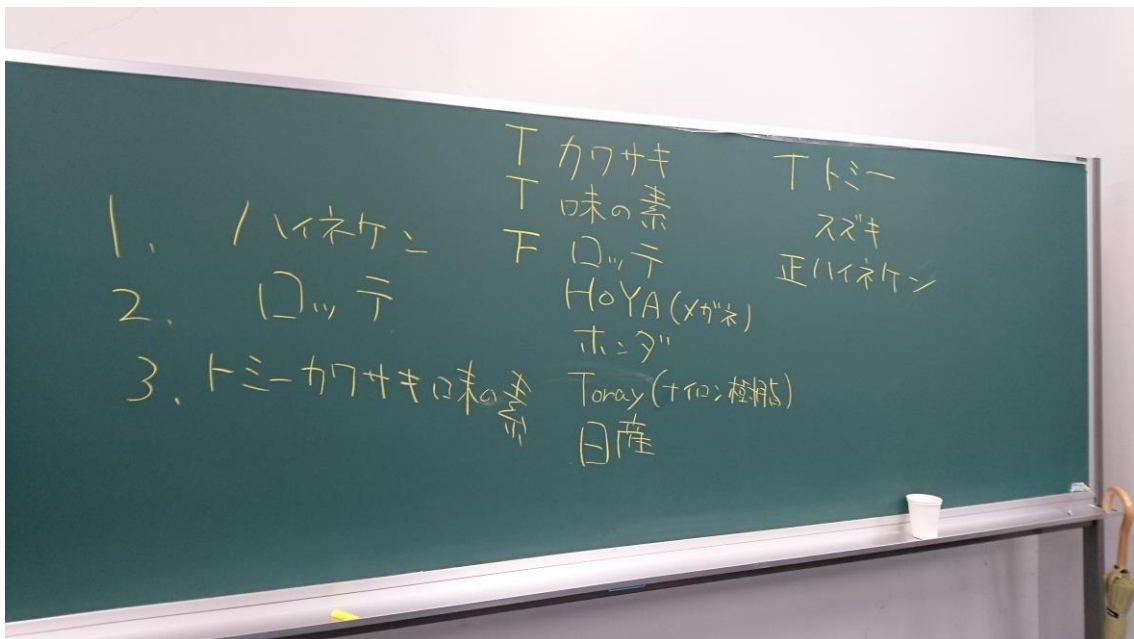 1. ハイネケン
2. ロッテ
3. トミーカワサキ味の素
T カワサキ
T 味の素
F ロッテ
HOYA(メガネ)
ホンダ
Toray(ナイロン樹脂)
日産
T トミー
スズキ
正ハイネケン